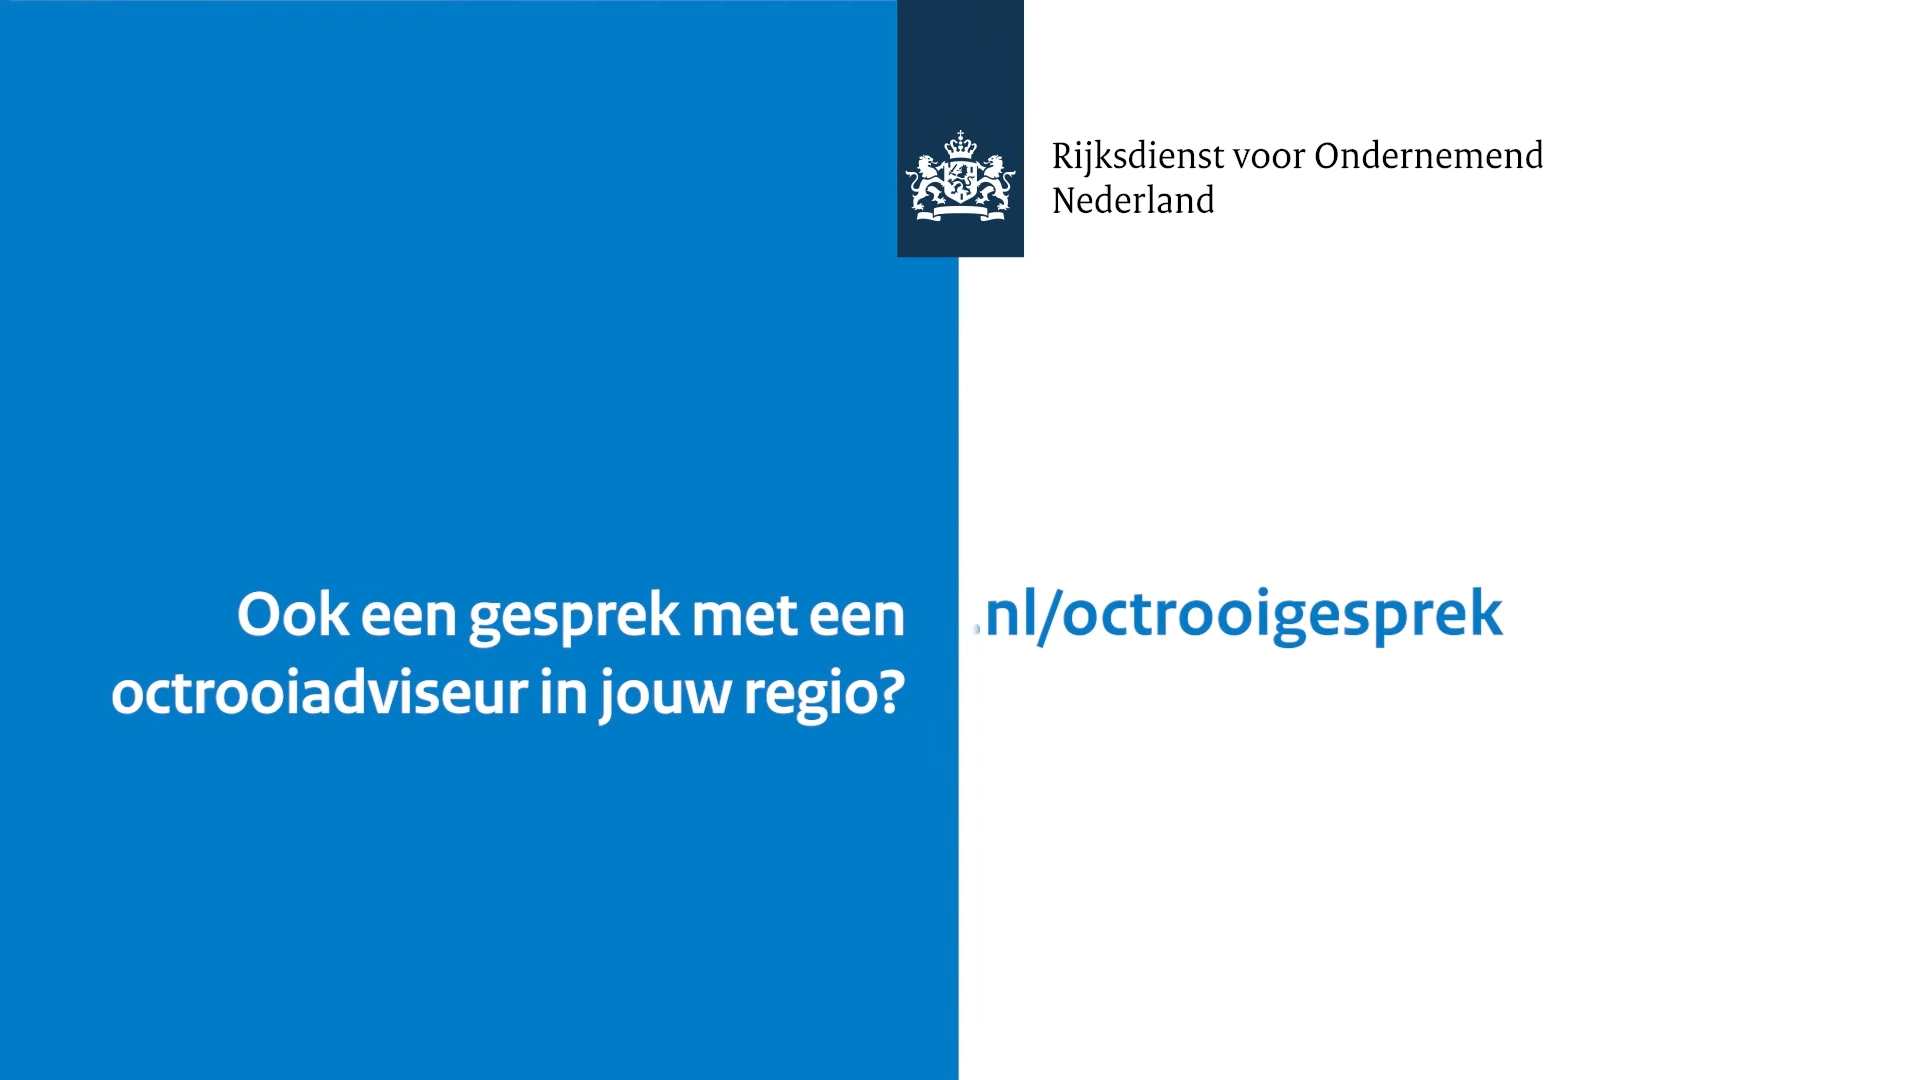 Rijksdienst voor Ondernemend
Nederland
Ook een gesprek met een
octrooiadviseur in jouw regio?
.nl/octrooigesprek